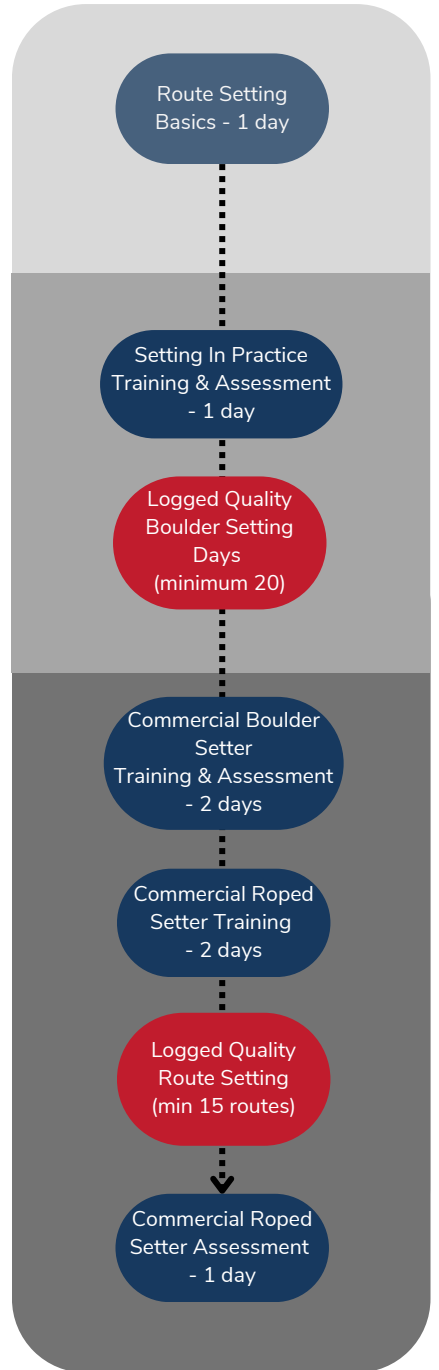 Route Setting
Basics - 1 day
Setting In Practice
Training & Assessment
- 1 day
Logged Quality
Boulder Setting
Days
(minimum 20)
Commercial Boulder
Setter
Training & Assessment
- 2 days
Commercial Roped
Setter Training
- 2 days
Logged Quality
Route Setting
(min 15 routes)
Commercial Roped
Setter Assessment
- 1 day